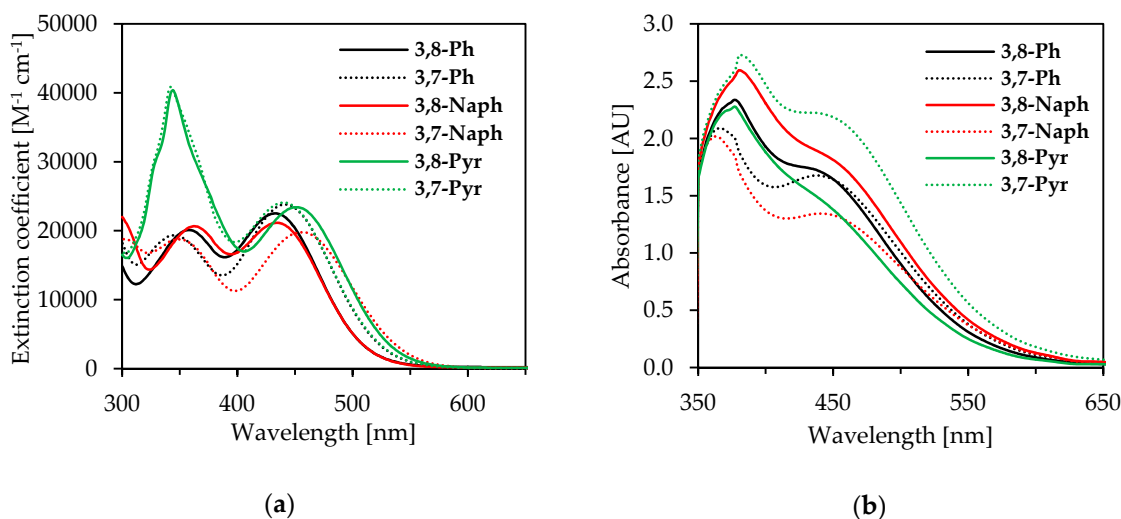 Extinction coefficient [M⁻¹ cm⁻¹]
50000
40000
30000
20000
10000
0
300
400
500
600
Wavelength [nm]
3,8-Ph
3,7-Ph
3,8-Naph
3,7-Naph
3,8-Pyr
3,7-Pyr
(a)
Absorbance [AU]
3.0
2.5
2.0
1.5
1.0
0.5
0.0
350
450
550
650
Wavelength [nm]
3,8-Ph
3,7-Ph
3,8-Naph
3,7-Naph
3,8-Pyr
3,7-Pyr
(b)